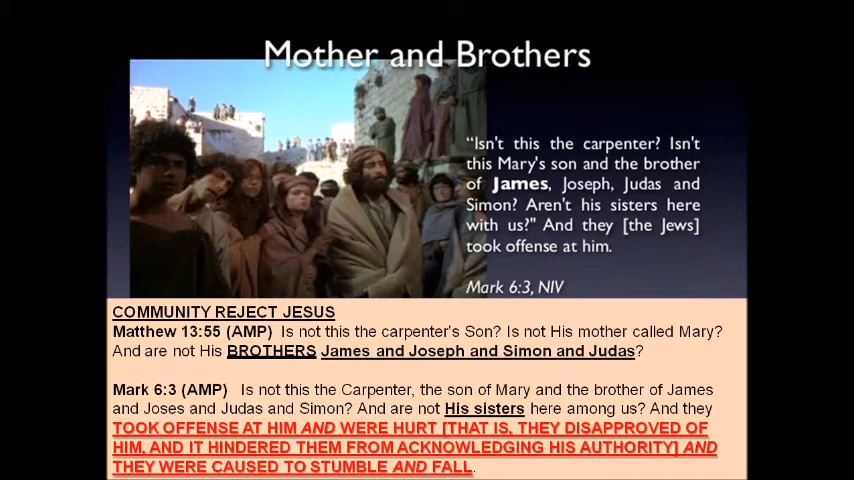 Mother and Brothers
“Isn't this the carpenter? Isn't
this Mary's son and the brother
of James, Joseph, Judas and
Simon? Aren't his sisters here
with us?" And they [the Jews]
took offense at him.
Mark 6:3, NIV
COMMUNITY REJECT JESUS
Matthew 13:55 (AMP) Is not this the carpenter's Son? Is not His mother called Mary?
And are not His BROTHERS James and Joseph and Simon and Judas?
Mark 6:3 (AMP) Is not this the Carpenter, the son of Mary and the brother of James
and Joses and Judas and Simon? And are not His sisters here among us? And they
TOOK OFFENSE AT HIM AND WERE HURT [THAT IS, THEY DISAPPROVED OF
HIM, AND IT HINDERED THEM FROM ACKNOWLEDGING HIS AUTHORITY] AND
THEY WERE CAUSED TO STUMBLE AND FALL.